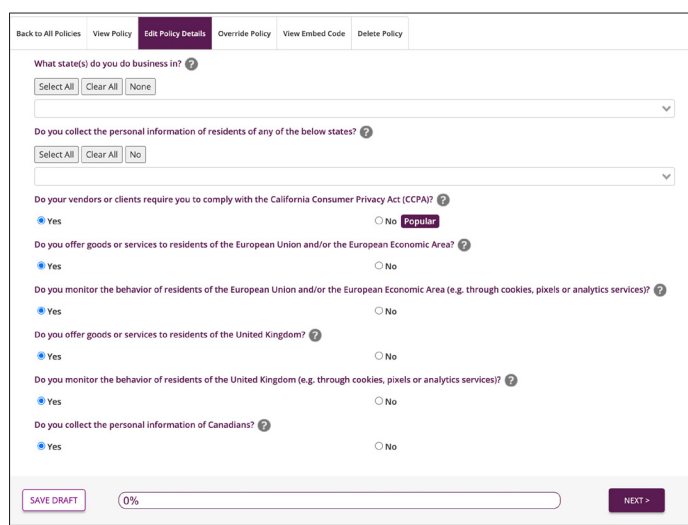 Back to All Policies View Policy Edit Policy Details Override Policy View Embed Code Delete Policy
What state(s) do you do business in? ?
Select All Clear All None
Do you collect the personal information of residents of any of the below states? ?
Select All Clear All No
Do your vendors or clients require you to comply with the California Consumer Privacy Act (CCPA)? ?
Yes No Popular
Do you offer goods or services to residents of the European Union and/or the European Economic Area? ?
Yes No
Do you monitor the behavior of residents of the European Union and/or the European Economic Area (e.g. through cookies, pixels or analytics services)? ?
Yes No
Do you offer goods or services to residents of the United Kingdom? ?
Yes No
Do you monitor the behavior of residents of the United Kingdom (e.g. through cookies, pixels or analytics services)? ?
Yes No
Do you collect the personal information of Canadians? ?
Yes No
SAVE DRAFT 0% NEXT >